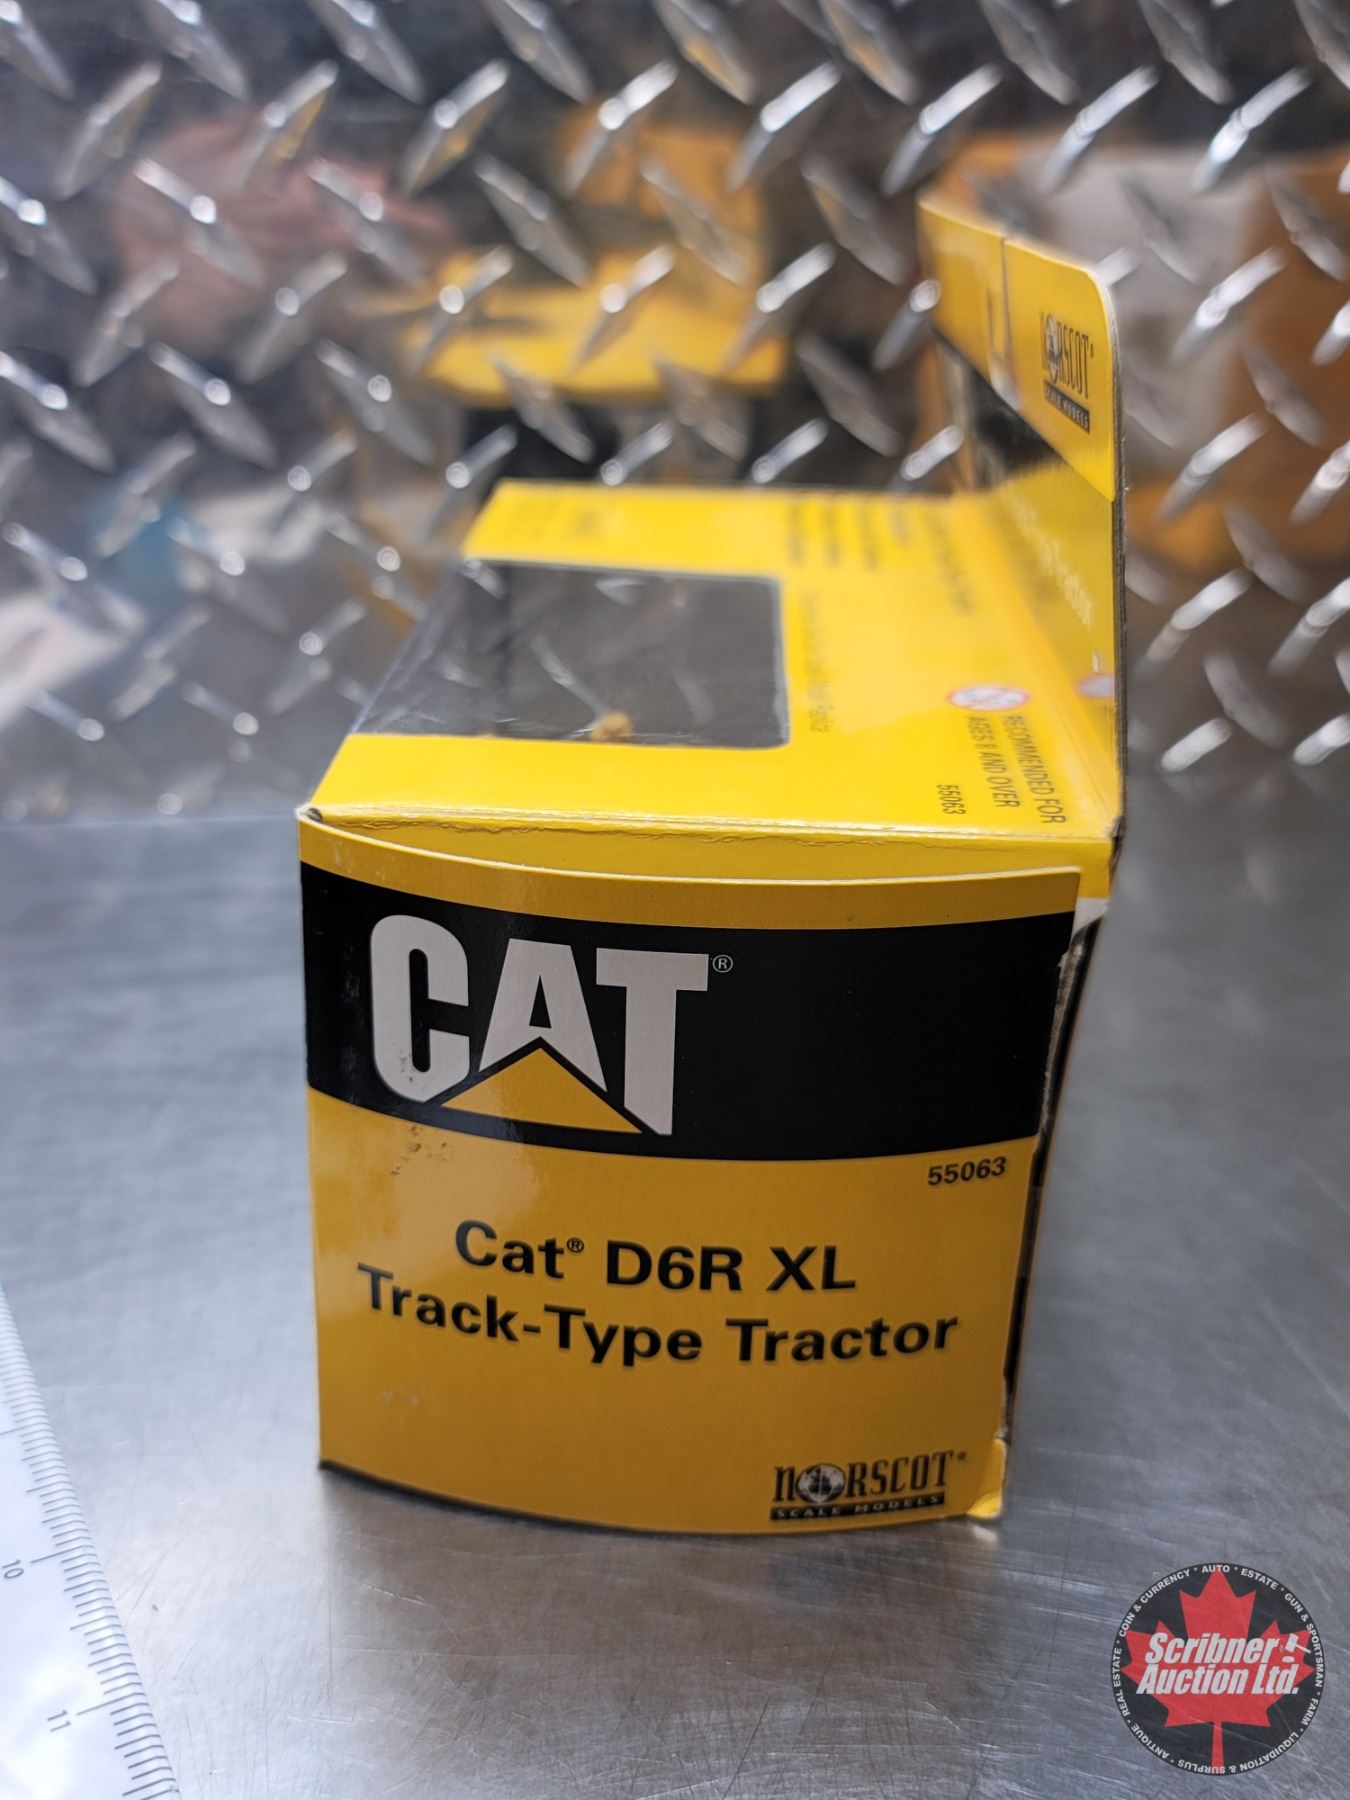 NORSCOT®
SCALE MODELS
RECOMMENDED FOR
AGES 8 AND OVER
55063
CAT®
55063
Cat® D6R XL
Track-Type Tractor
NORSCOT®
SCALE MODELS
10
11
COIN & CURRENCY • AUTO • ESTATE • GUN & SPORTSMAN • FARM • LIQUIDATION & SURPLUS • ANTIQUE • REAL ESTATE •
Scribner
Auction Ltd.